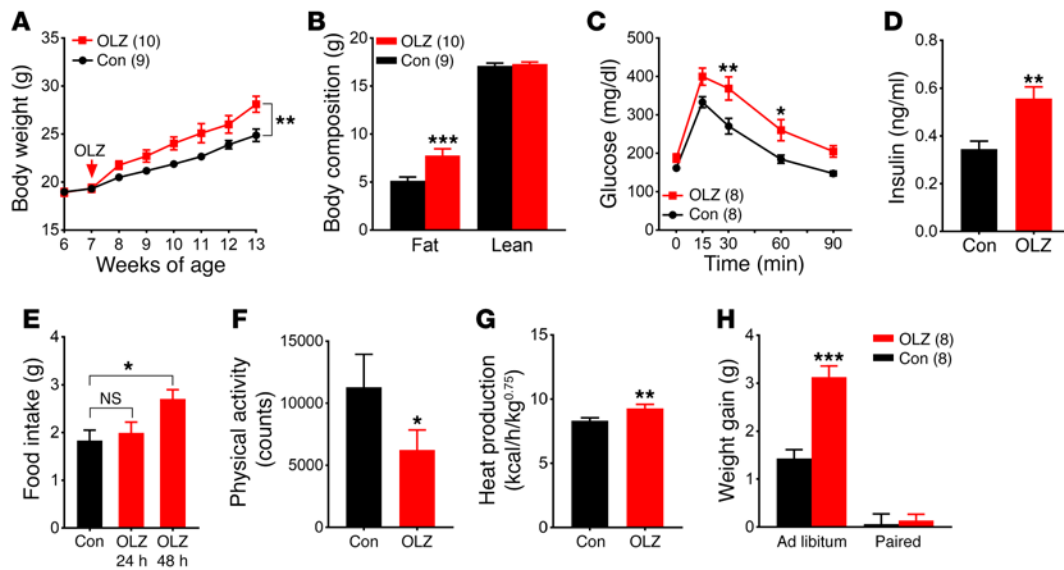 A
OLZ (10)
Con (9)
Body weight (g)
35
30
25
20
15
OLZ
**
6 7 8 9 10 11 12 13
Weeks of age
B
OLZ (10)
Con (9)
Body composition (g)
20
15
10
5
0
***
Fat Lean
C
Glucose (mg/dl)
500
400
300
200
100
0
**
*
OLZ (8)
Con (8)
0 15 30 60 90
Time (min)
D
Insulin (ng/ml)
0.8
0.6
0.4
0.2
0.0
**
Con OLZ
E
Food intake (g)
4
3
2
1
0
*
NS
Con OLZ OLZ
24 h 48 h
F
Physical activity
(counts)
15000
10000
5000
0
*
Con OLZ
G
Heat production
(kcal/h/kg0.75)
15
10
5
0
**
Con OLZ
H
OLZ (8)
Con (8)
Weight gain (g)
4
3
2
1
0
***
Ad libitum Paired